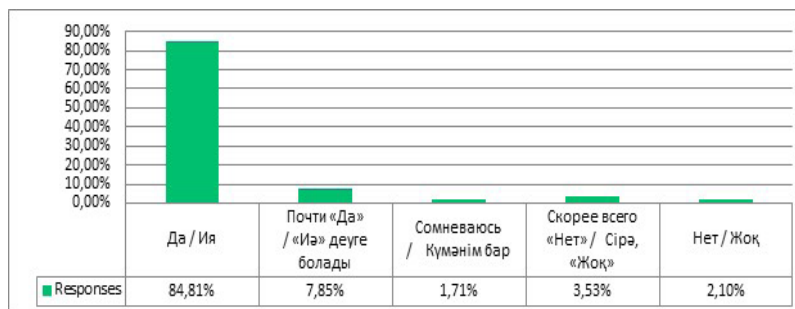 90,00%
80,00%
70,00%
60,00%
50,00%
40,00%
30,00%
20,00%
10,00%
0,00%
Да / Ия
Почти «Да»
/ «Иә» деуге
болады
Сомневаюсь
/ Күмәнім бар
Скорее всего
«Нет» / Сірә,
«Жоқ»
Нет / Жоқ
Responses 84,81% 7,85% 1,71% 3,53% 2,10%